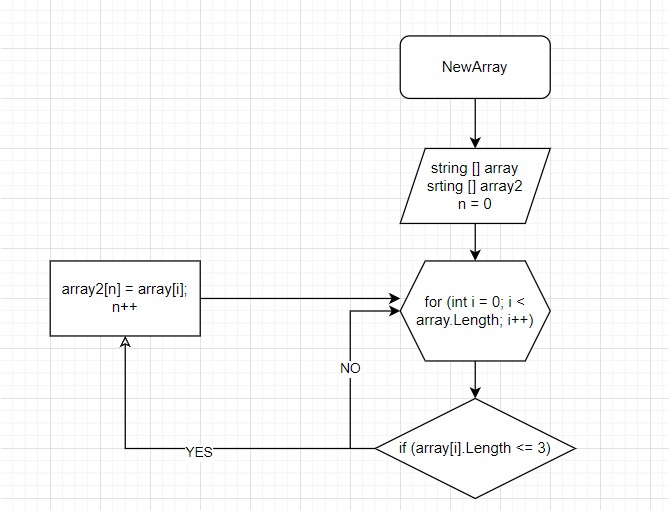 NewArray
string [] array
srting [] array2
n = 0
array2[n] = array[i];
n++
for (int i = 0; i <
array.Length; i++)
NO
if (array[i].Length <= 3)
YES